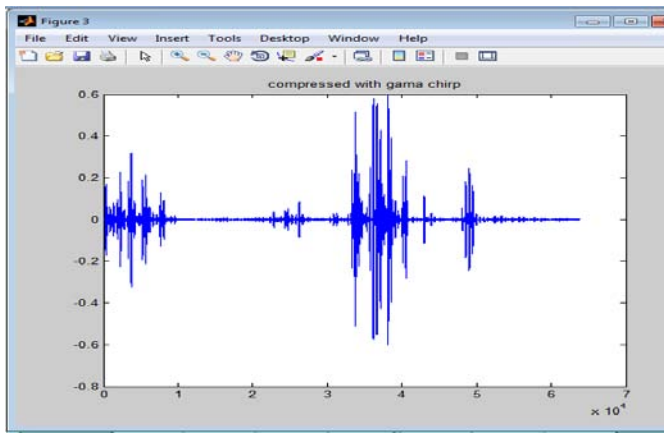 Figure 3
File Edit View Insert Tools Desktop Window Help
compressed with gama chirp
0.6
0.4
0.2
0
-0.2
-0.4
-0.6
-0.8
0 1 2 3 4 5 6 7
x 10^4